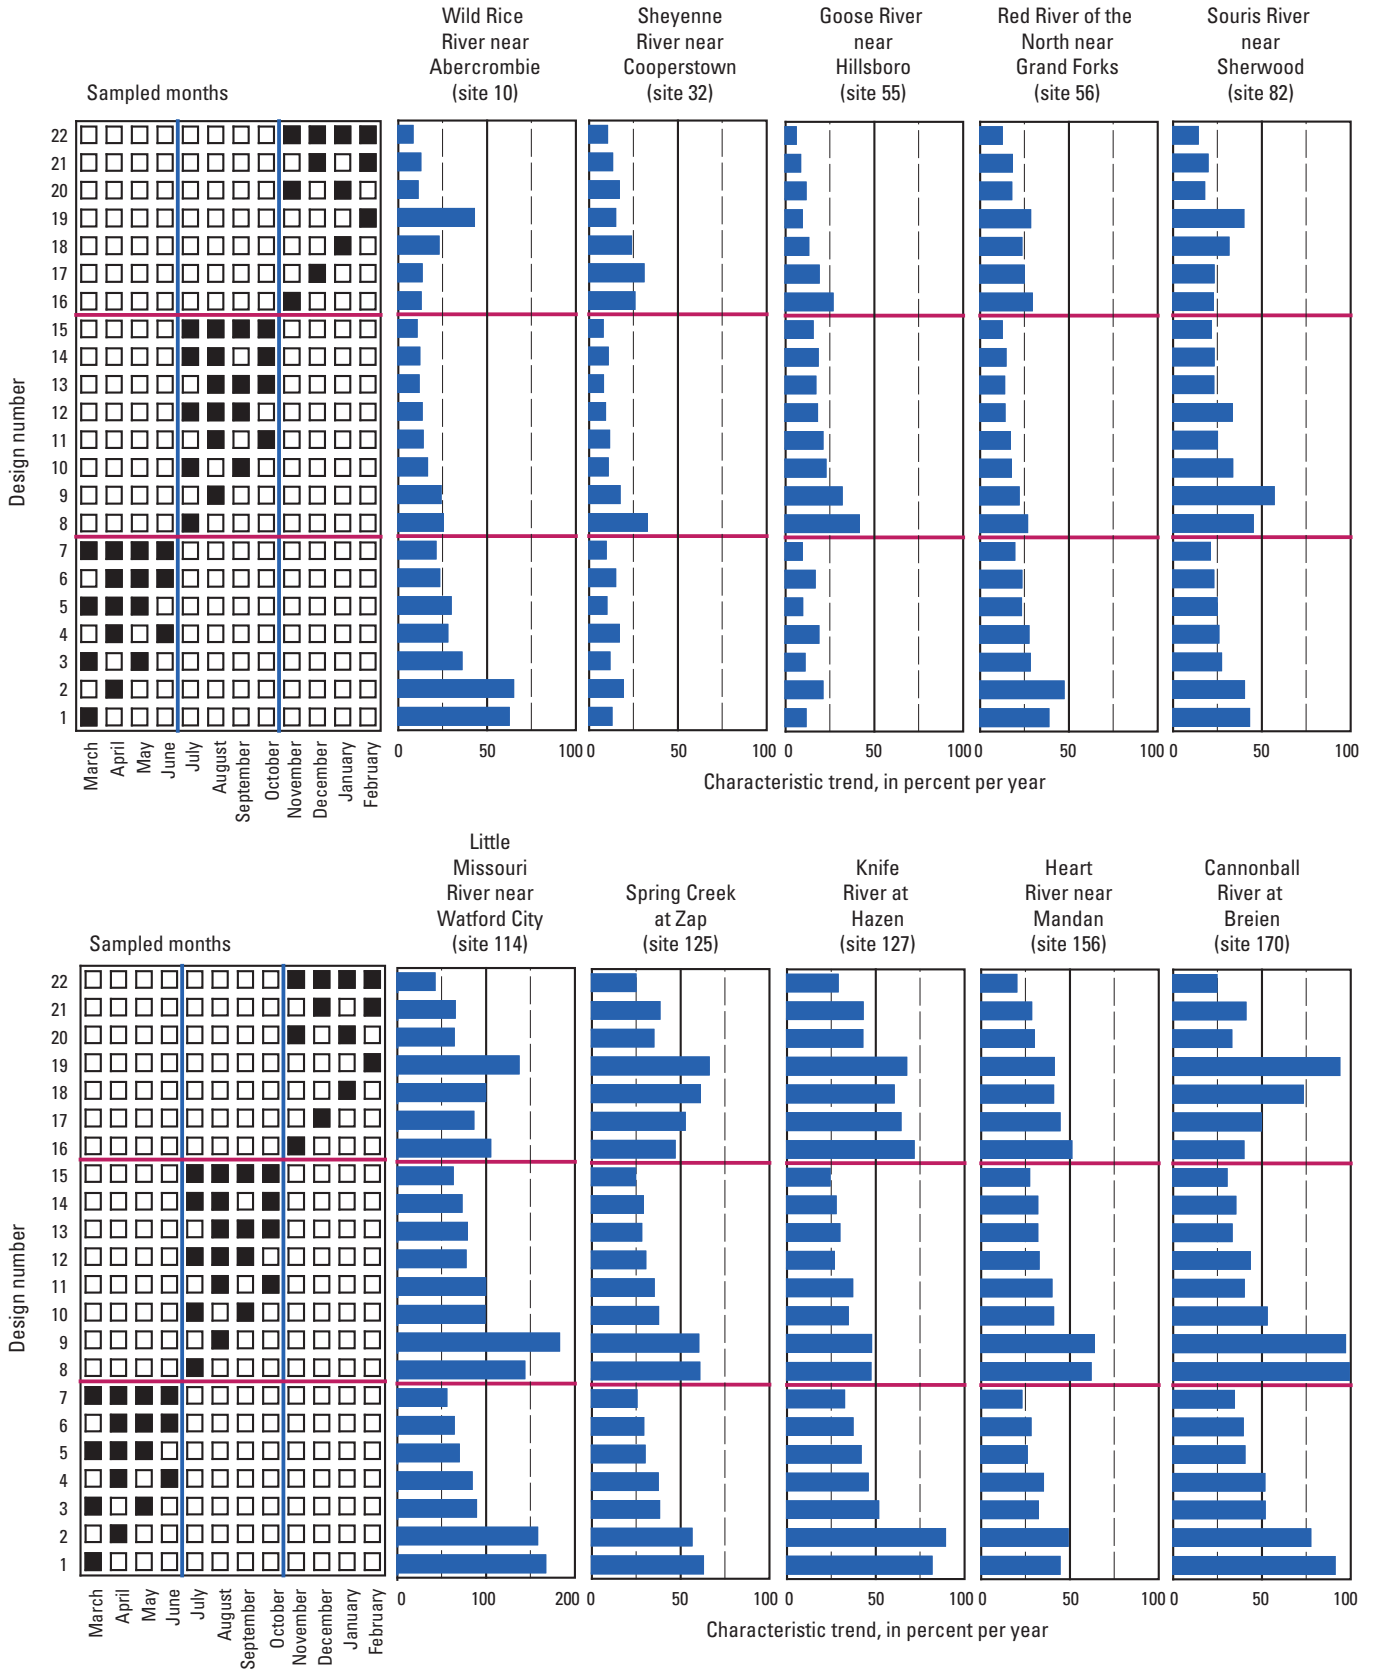 Wild Rice
River near
Abercrombie
(site 10)
Sheyenne
River near
Cooperstown
(site 32)
Goose River
near
Hillsboro
(site 55)
Red River of the
North near
Grand Forks
(site 56)
Souris River
near
Sherwood
(site 82)
Sampled months
Design number
22
21
20
19
18
17
16
15
14
13
12
11
10
9
8
7
6
5
4
3
2
1
March
April
May
June
July
August
September
October
November
December
January
February
0 50 100
0 50 100
0 50 100
0 50 100
0 50 100
Characteristic trend, in percent per year
Little
Missouri
River near
Watford City
(site 114)
Spring Creek
at Zap
(site 125)
Knife
River at
Hazen
(site 127)
Heart
River near
Mandan
(site 156)
Cannonball
River at
Breien
(site 170)
Sampled months
Design number
22
21
20
19
18
17
16
15
14
13
12
11
10
9
8
7
6
5
4
3
2
1
March
April
May
June
July
August
September
October
November
December
January
February
0 100 200
0 50 100
0 50 100
0 50 100
0 50 100
Characteristic trend, in percent per year